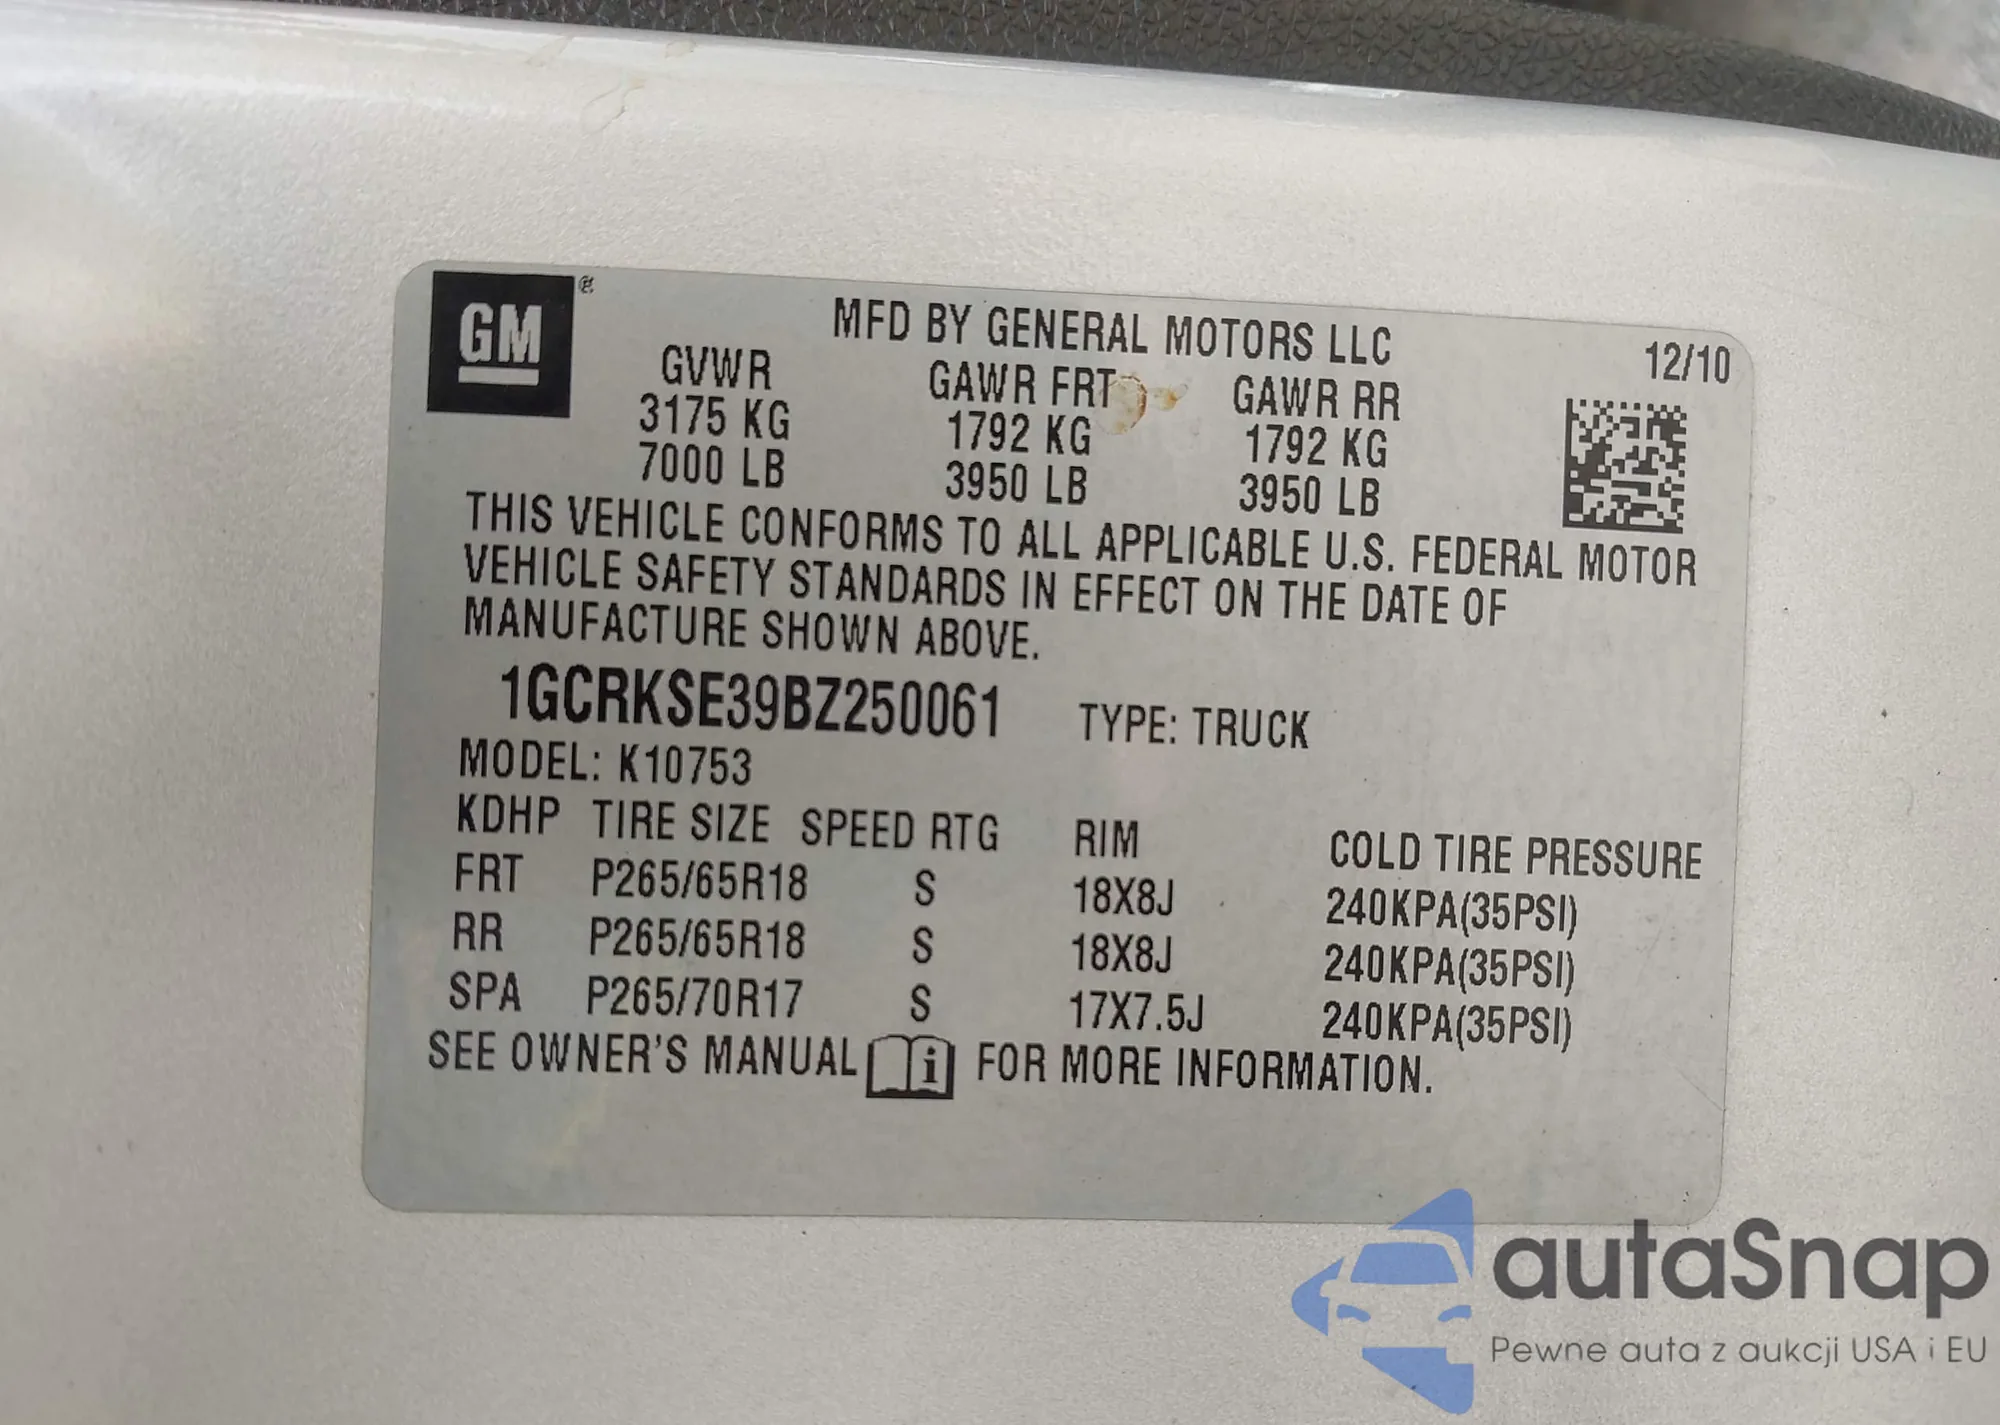 GM®
MFD BY GENERAL MOTORS LLC
12/10
GVWR GAWR FRT GAWR RR
3175 KG 1792 KG 1792 KG
7000 LB 3950 LB 3950 LB
THIS VEHICLE CONFORMS TO ALL APPLICABLE U.S. FEDERAL MOTOR
VEHICLE SAFETY STANDARDS IN EFFECT ON THE DATE OF
MANUFACTURE SHOWN ABOVE.
1GCRKSE39BZ250061 TYPE: TRUCK
MODEL: K10753
KDHP TIRE SIZE SPEED RTG RIM COLD TIRE PRESSURE
FRT P265/65R18 S 18X8J 240KPA(35PSI)
RR P265/65R18 S 18X8J 240KPA(35PSI)
SPA P265/70R17 S 17X7.5J 240KPA(35PSI)
SEE OWNER'S MANUAL i FOR MORE INFORMATION.
autaSnap
Pewne auta z aukcji USA i EU